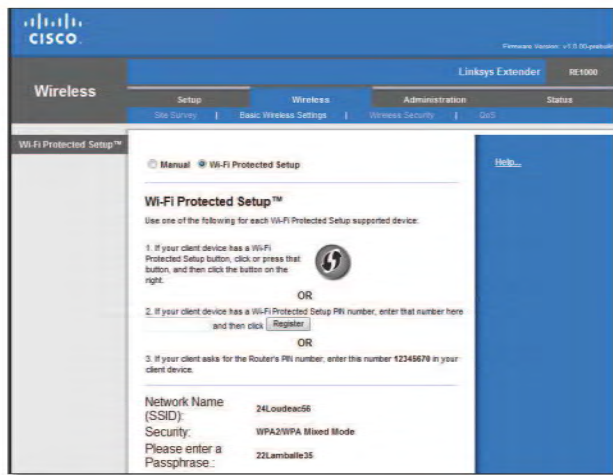 CISCO.
Firmware Version: v1.0.00-prebuild
Linksys Extender RE1000
Wireless
Setup Wireless Administration Status
Site Survey | Basic Wireless Settings | Wireless Security | QoS
Wi-Fi Protected Setup™
Help...
Manual Wi-Fi Protected Setup
Wi-Fi Protected Setup™
Use one of the following for each Wi-Fi Protected Setup supported device:
1. If your client device has a Wi-Fi
Protected Setup button, click or press that
button, and then click the button on the
right.
OR
2. If your client device has a Wi-Fi Protected Setup PIN number, enter that number here
and then click Register
OR
3. If your client asks for the Router's PIN number, enter this number 12345670 in your
client device.
Network Name
(SSID): 24Loudeac56
Security: WPA2/WPA Mixed Mode
Please enter a
Passphrase.: 22Lamballe35